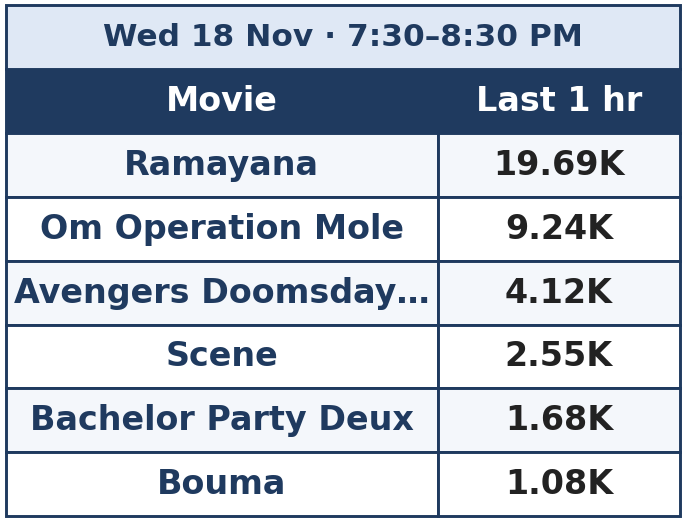 Wed 18 Nov · 7:30–8:30 PM
Movie Last 1 hr
Ramayana 19.69K
Om Operation Mole 9.24K
Avengers Doomsday… 4.12K
Scene 2.55K
Bachelor Party Deux 1.68K
Bouma 1.08K